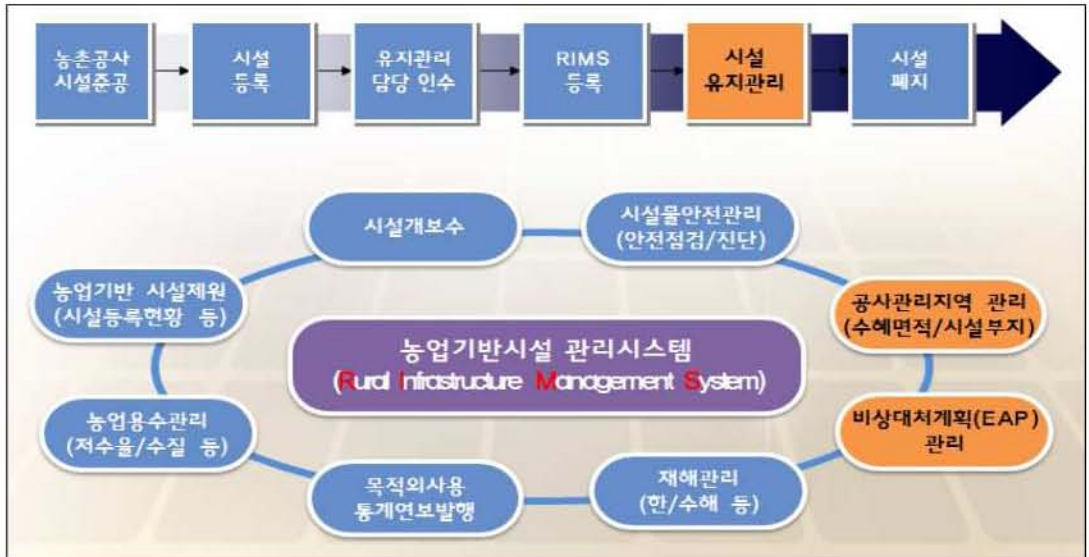 농촌공사
시설준공
시설
등록
유지관리
담당 인수
RIMS
등록
시설
유지관리
시설
폐지
시설개보수
시설물안전관리
(안전점검/진단)
농업기반 시설제원
(시설등록현황 등)
공사관리지역 관리
(수혜면적/시설부지)
농업기반시설 관리시스템
(Rural Infrastructure Management System)
농업용수관리
(저수율/수질 등)
비상대처계획(EAP)
관리
목적외사용
통계연보발행
재해관리
(한/수해 등)